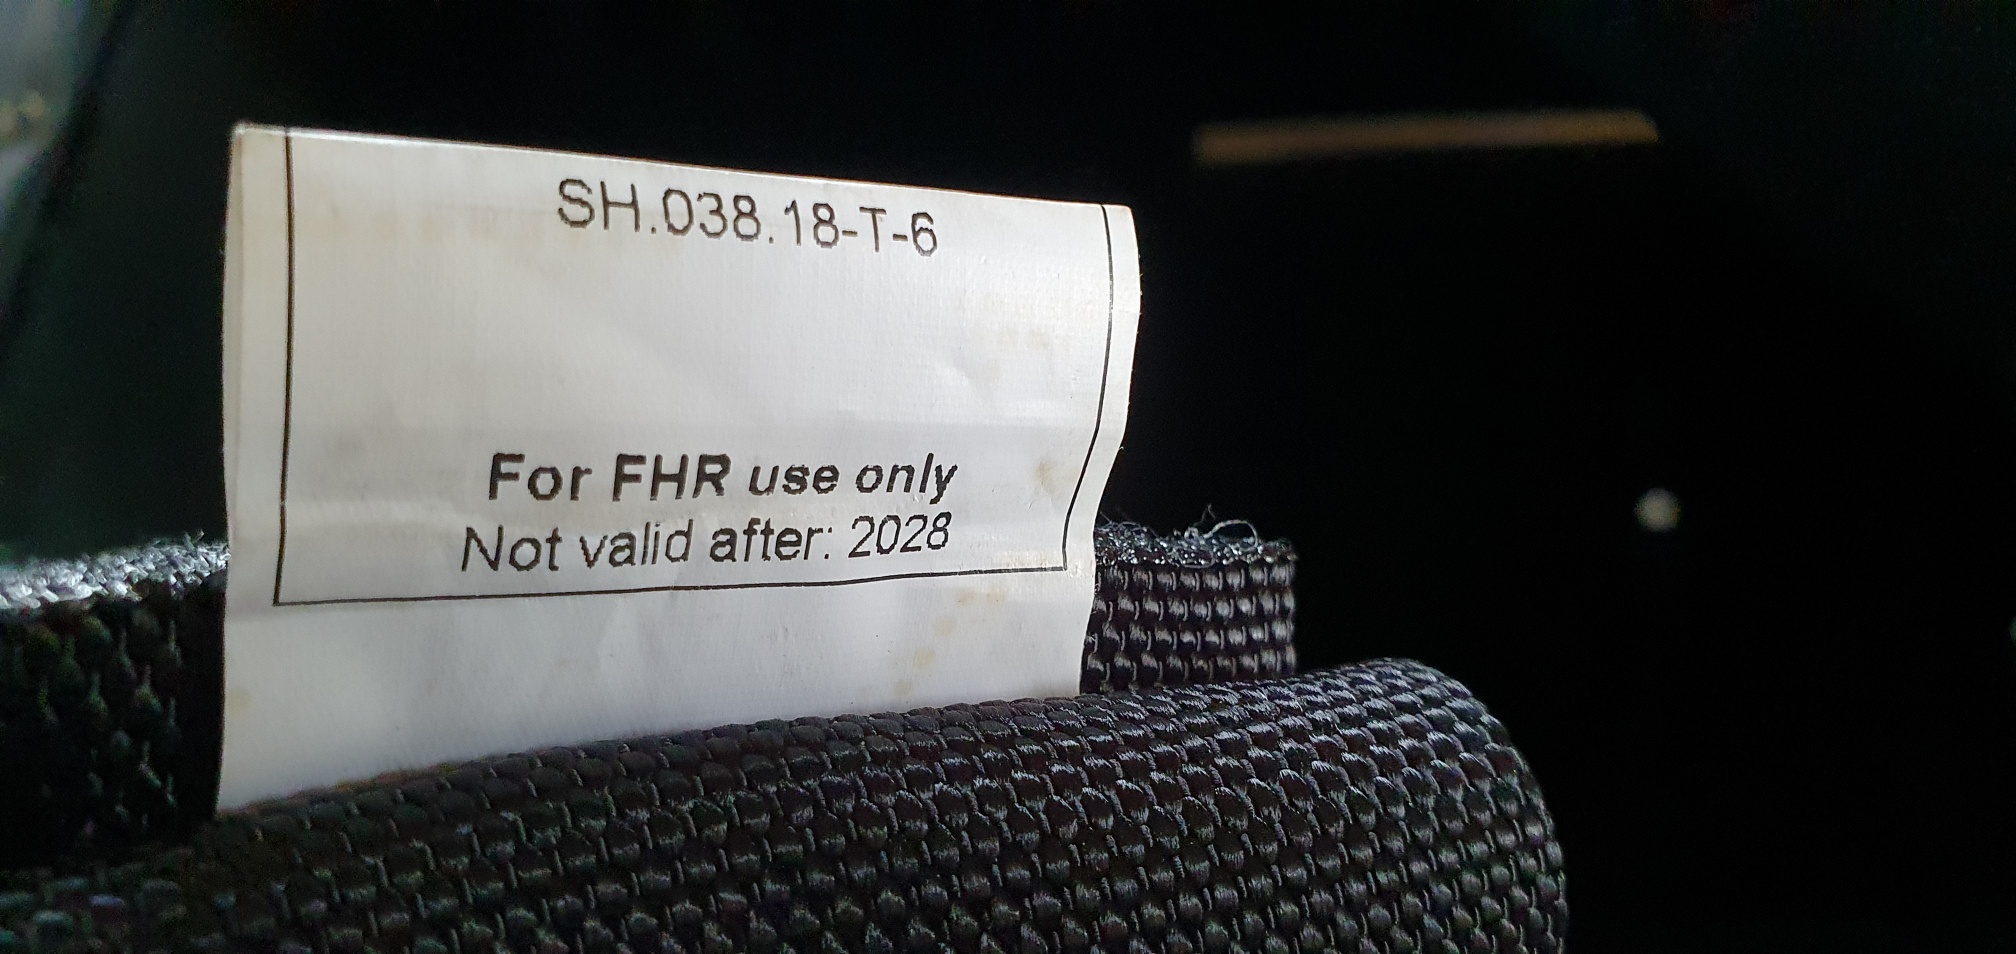 SH.038.18-T-6
For FHR use only
Not valid after: 2028